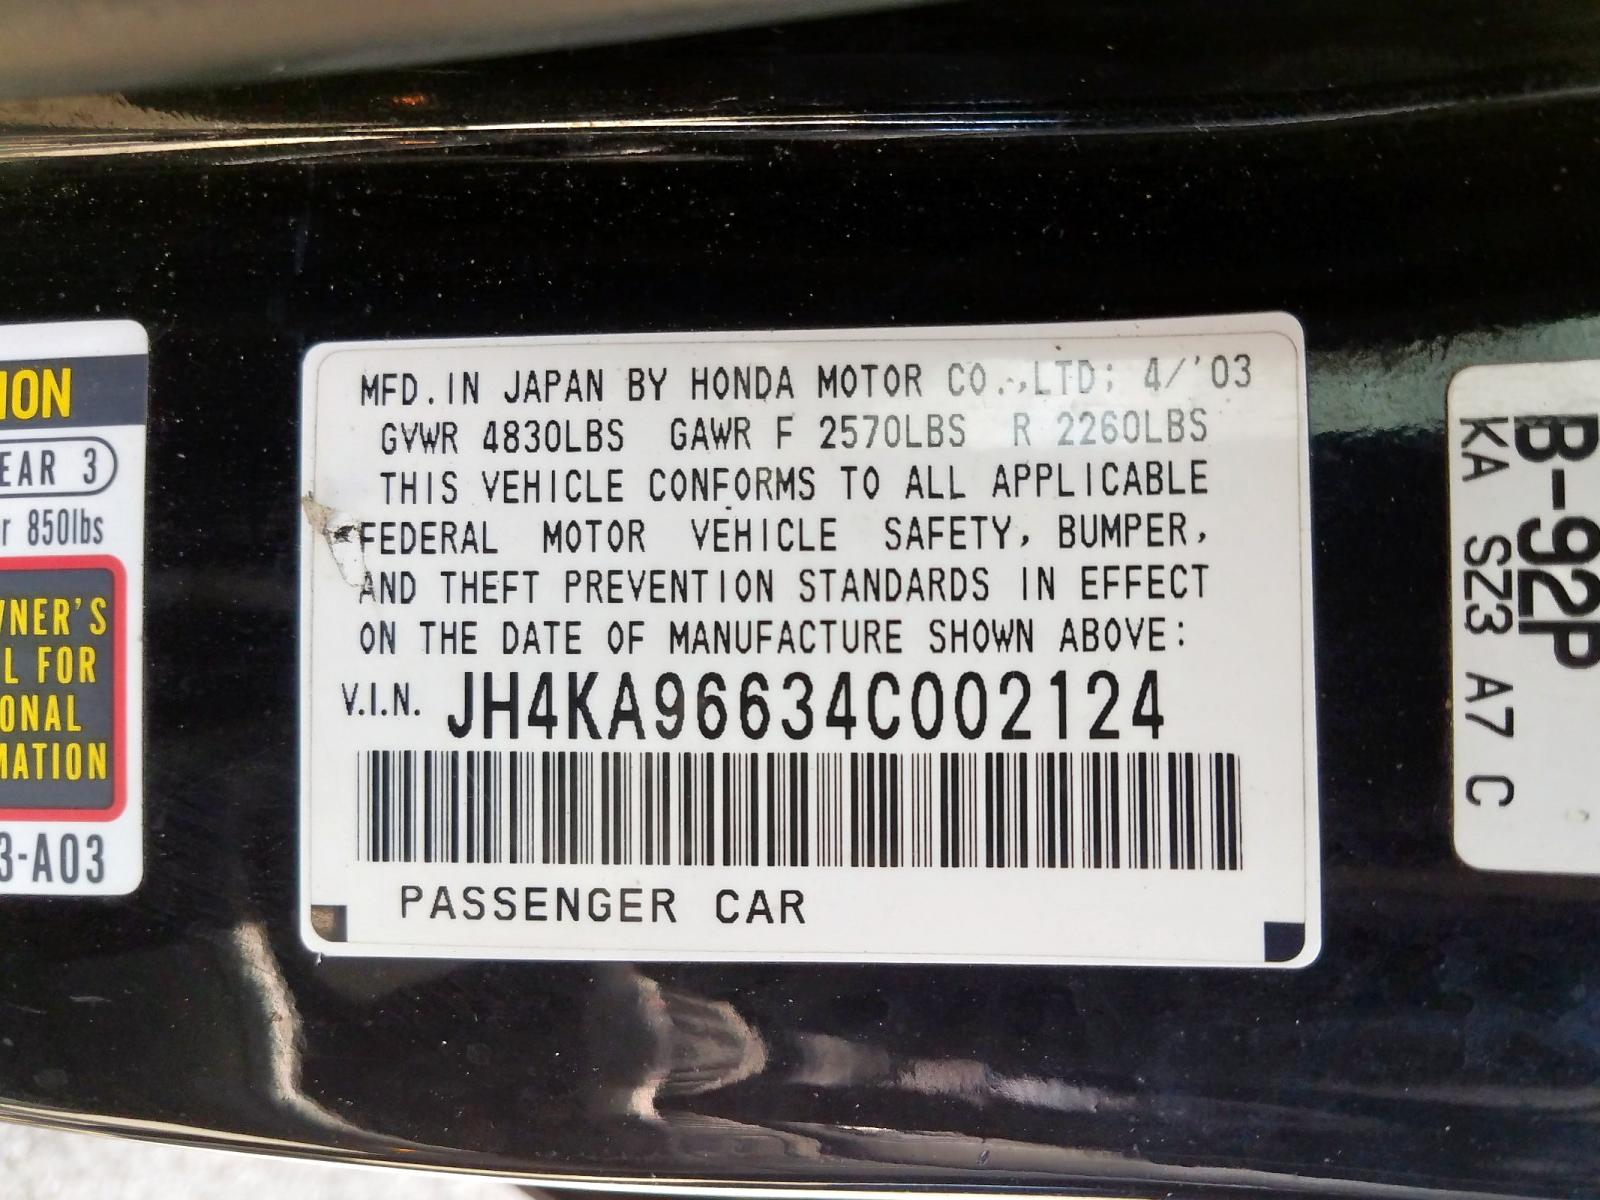 ION
EAR 3
r 850lbs
WNER'S
L FOR
ONAL
MATION
3-A03
MFD. IN JAPAN BY HONDA MOTOR CO., LTD; 4/'03
GVWR 4830LBS GAWR F 2570LBS R 2260LBS
THIS VEHICLE CONFORMS TO ALL APPLICABLE
FEDERAL MOTOR VEHICLE SAFETY, BUMPER,
AND THEFT PREVENTION STANDARDS IN EFFECT
ON THE DATE OF MANUFACTURE SHOWN ABOVE:
V.I.N. JH4KA96634C002124
PASSENGER CAR
B-92P
KA SZ3 A7 C